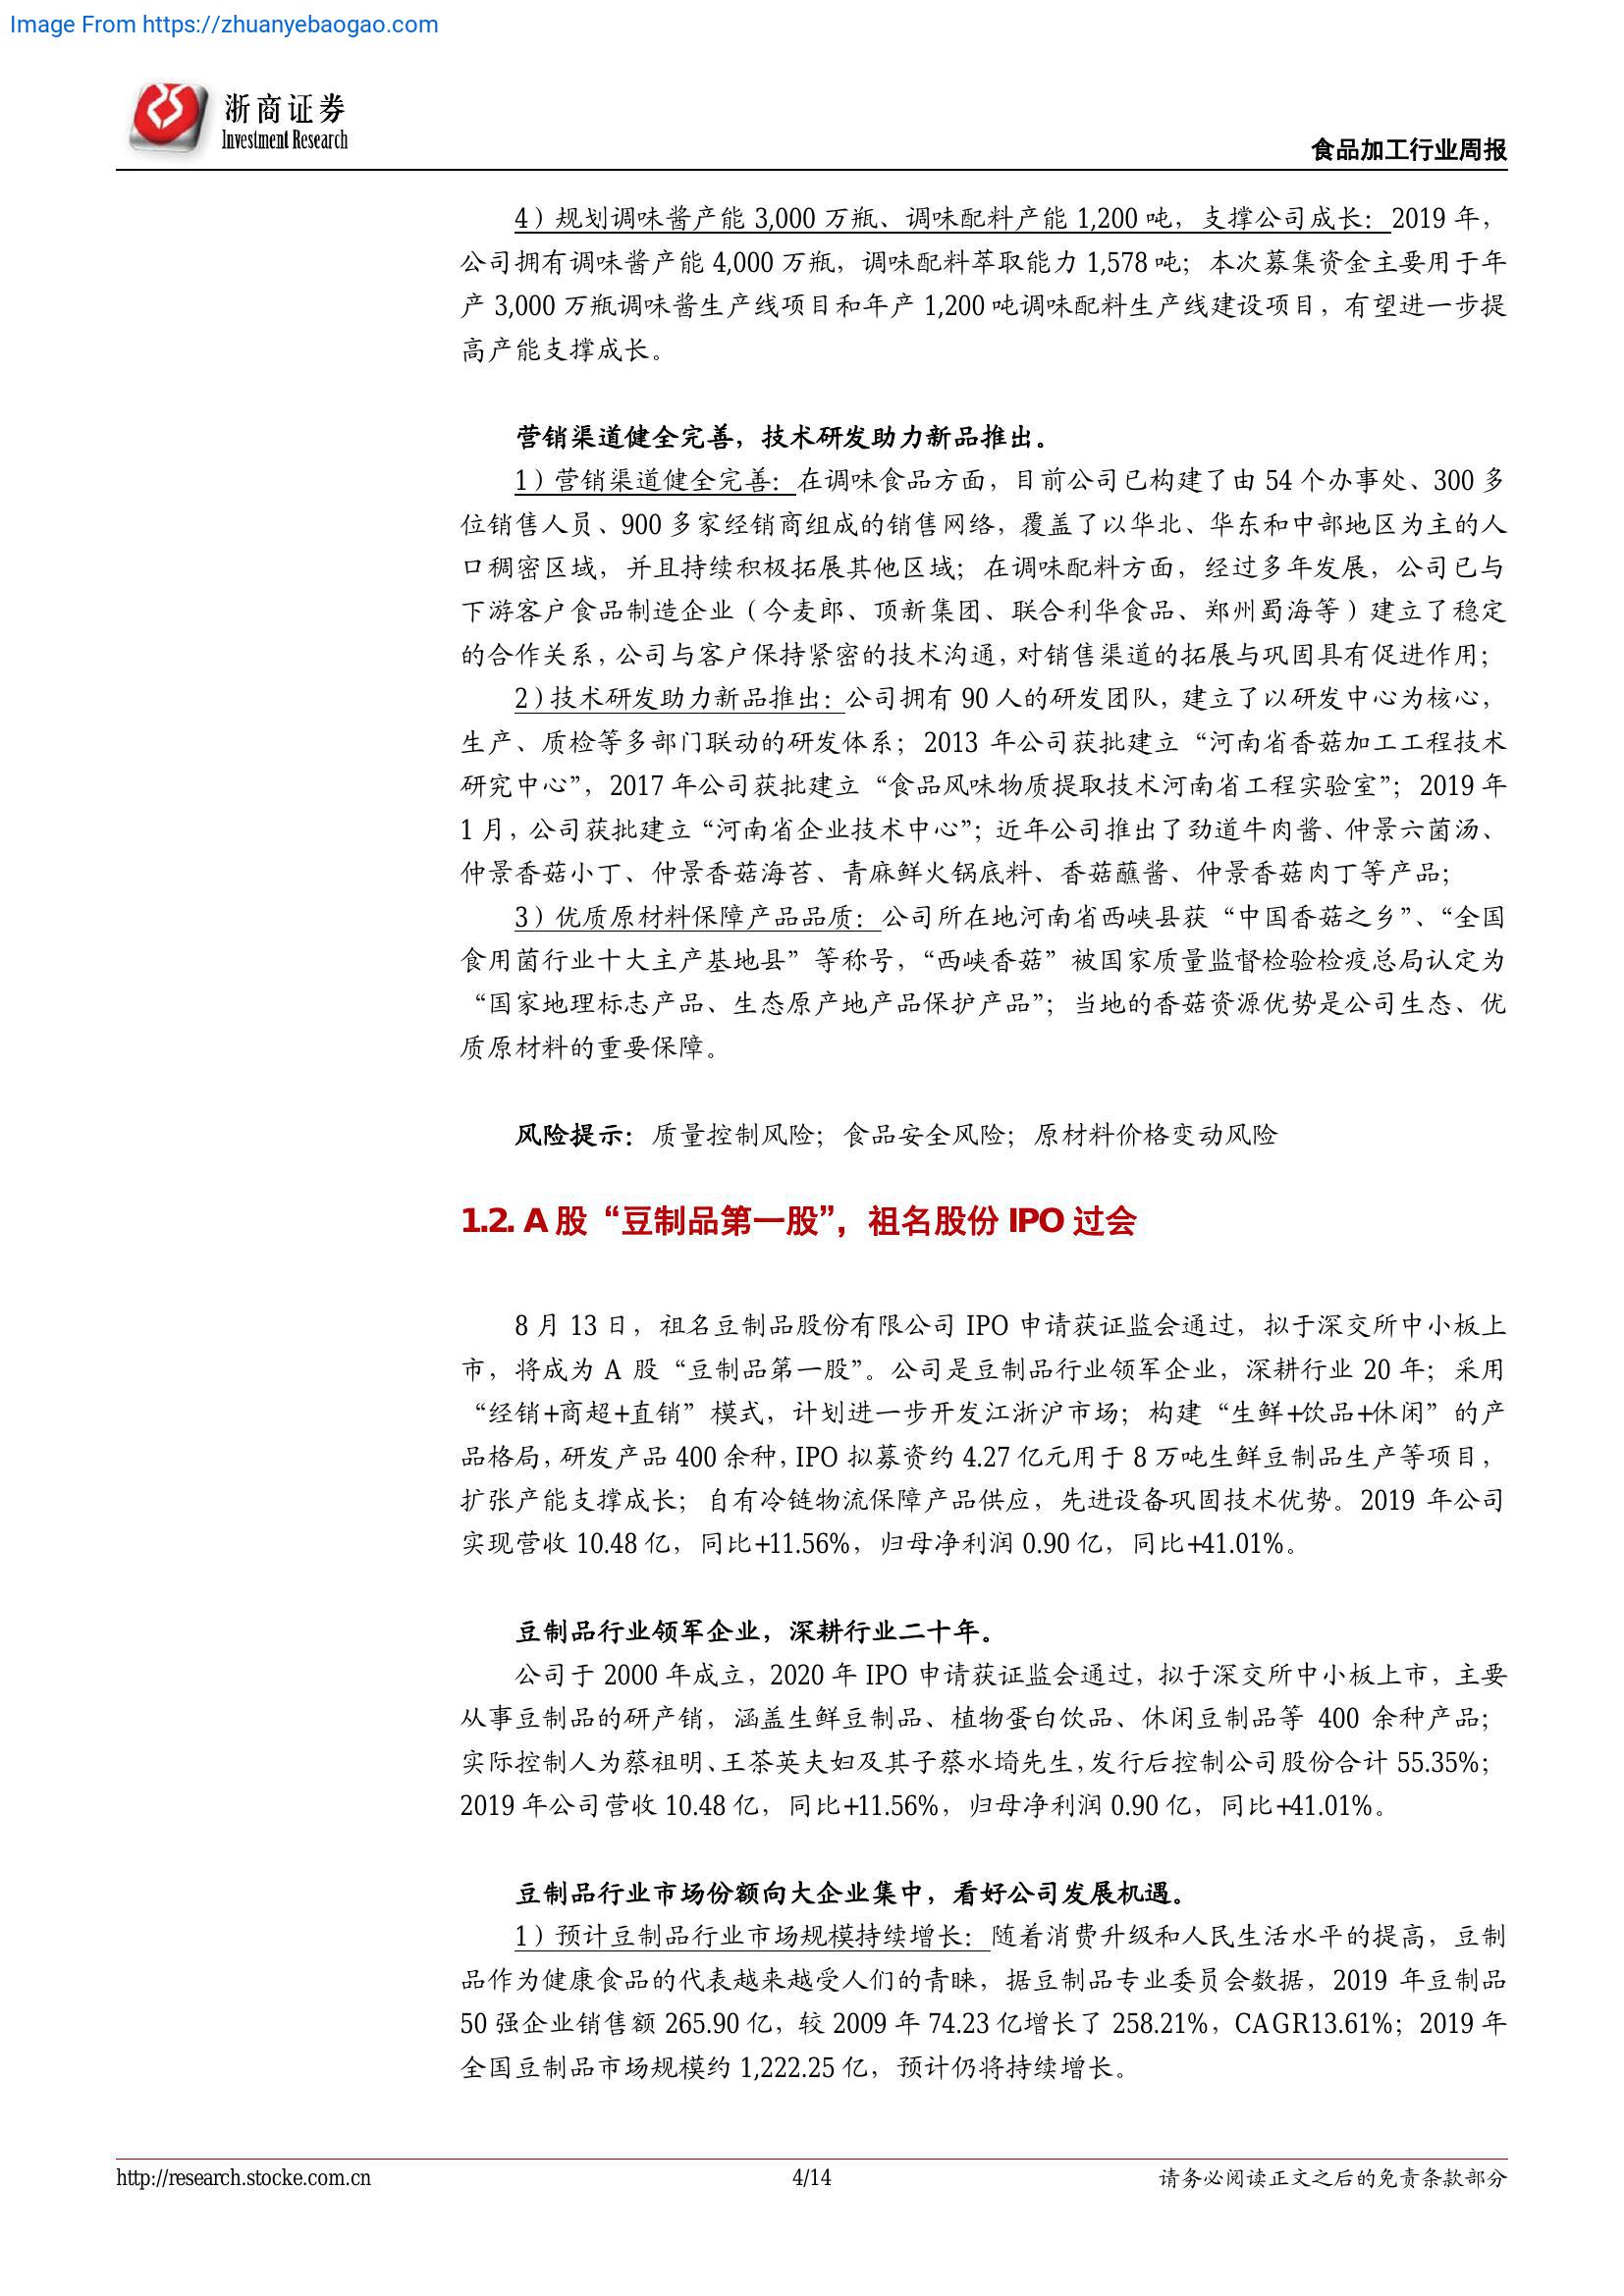 Image From https://zhuanyebaogao.com
浙商证券
Investment Research
食品加工行业周报
4）规划调味酱产能 3,000 万瓶、调味配料产能 1,200 吨，支撑公司成长：2019 年，
公司拥有调味酱产能 4,000 万瓶，调味配料萃取能力 1,578 吨；本次募集资金主要用于年
产 3,000 万瓶调味酱生产线项目和年产 1,200 吨调味配料生产线建设项目，有望进一步提
高产能支撑成长。
营销渠道健全完善，技术研发助力新品推出。
1）营销渠道健全完善：在调味食品方面，目前公司已构建了由 54 个办事处、300 多
位销售人员、900 多家经销商组成的销售网络，覆盖了以华北、华东和中部地区为主的人
口稠密区域，并且持续积极拓展其他区域；在调味配料方面，经过多年发展，公司已与
下游客户食品制造企业（今麦郎、顶新集团、联合利华食品、郑州蜀海等）建立了稳定
的合作关系，公司与客户保持紧密的技术沟通，对销售渠道的拓展与巩固具有促进作用；
2）技术研发助力新品推出：公司拥有 90 人的研发团队，建立了以研发中心为核心，
生产、质检等多部门联动的研发体系；2013 年公司获批建立“河南省香菇加工工程技术
研究中心”，2017 年公司获批建立“食品风味物质提取技术河南省工程实验室”；2019 年
1 月，公司获批建立“河南省企业技术中心”；近年公司推出了劲道牛肉酱、仲景六菌汤、
仲景香菇小丁、仲景香菇海苔、青麻鲜火锅底料、香菇蘸酱、仲景香菇肉丁等产品；
3）优质原材料保障产品品质：公司所在地河南省西峡县获“中国香菇之乡”、“全国
食用菌行业十大主产基地县”等称号，“西峡香菇”被国家质量监督检验检疫总局认定为
“国家地理标志产品、生态原产地产品保护产品”；当地的香菇资源优势是公司生态、优
质原材料的重要保障。
风险提示：质量控制风险；食品安全风险；原材料价格变动风险
1.2. A 股“豆制品第一股”，祖名股份 IPO 过会
8 月 13 日，祖名豆制品股份有限公司 IPO 申请获证监会通过，拟于深交所中小板上
市，将成为 A 股“豆制品第一股”。公司是豆制品行业领军企业，深耕行业 20 年；采用
“经销+商超+直销”模式，计划进一步开发江浙沪市场；构建“生鲜+饮品+休闲”的产
品格局，研发产品 400 余种，IPO 拟募资约 4.27 亿元用于 8 万吨生鲜豆制品生产等项目，
扩张产能支撑成长；自有冷链物流保障产品供应，先进设备巩固技术优势。2019 年公司
实现营收 10.48 亿，同比+11.56%，归母净利润 0.90 亿，同比+41.01%。
豆制品行业领军企业，深耕行业二十年。
公司于 2000 年成立，2020 年 IPO 申请获证监会通过，拟于深交所中小板上市，主要
从事豆制品的研产销，涵盖生鲜豆制品、植物蛋白饮品、休闲豆制品等 400 余种产品；
实际控制人为蔡祖明、王茶英夫妇及其子蔡水埼先生，发行后控制公司股份合计 55.35%；
2019 年公司营收 10.48 亿，同比+11.56%，归母净利润 0.90 亿，同比+41.01%。
豆制品行业市场份额向大企业集中，看好公司发展机遇。
1）预计豆制品行业市场规模持续增长：随着消费升级和人民生活水平的提高，豆制
品作为健康食品的代表越来越受人们的青睐，据豆制品专业委员会数据，2019 年豆制品
50 强企业销售额 265.90 亿，较 2009 年 74.23 亿增长了 258.21%，CAGR13.61%；2019 年
全国豆制品市场规模约 1,222.25 亿，预计仍将持续增长。
http://research.stocke.com.cn
4/14
请务必阅读正文之后的免责条款部分